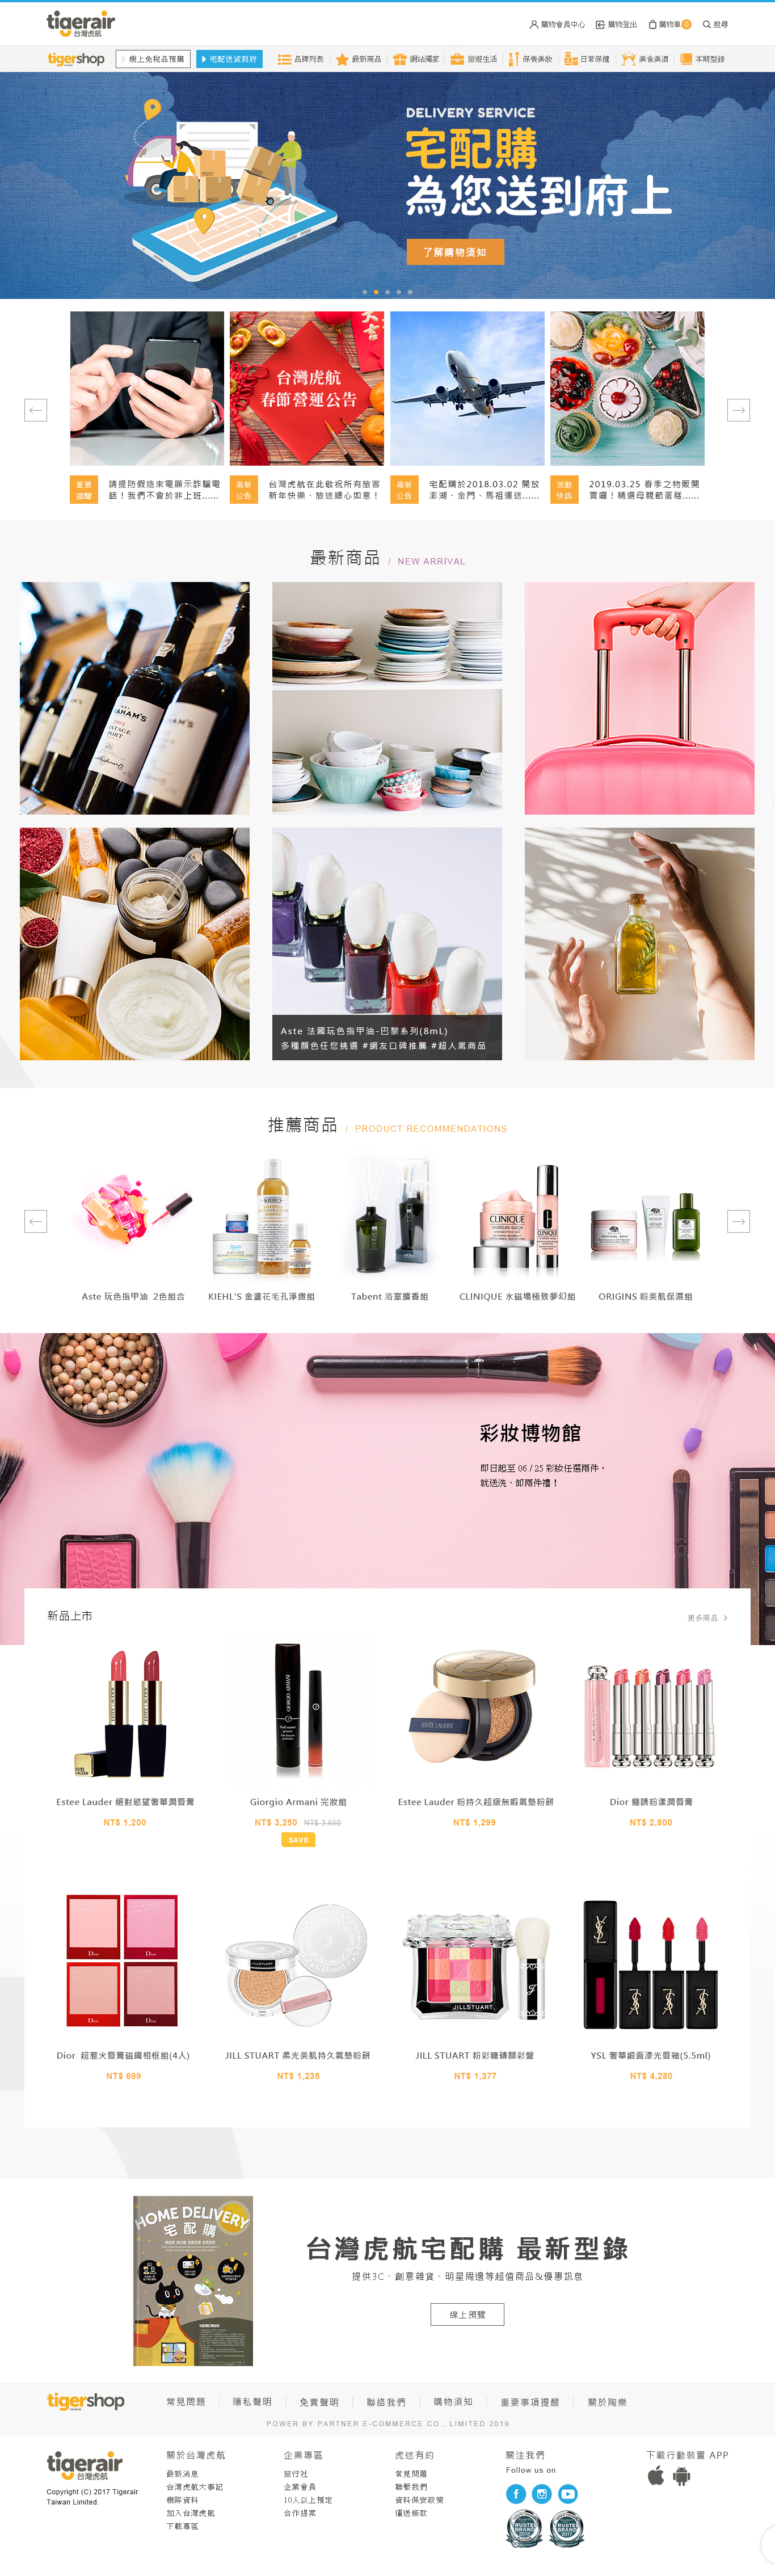 tigerair
台灣虎航
購物會員中心
購物登出
購物車 0
搜尋
tigershop
機上免稅品預購
宅配送貨到府
品牌列表
最新商品
網站獨家
旅遊生活
保養美妝
日常保健
美食美酒
本期型錄
DELIVERY SERVICE
宅配購
為您送到府上
了解購物須知
台灣虎航
春節營運公告
重要
提醒
請提防假造來電顯示詐騙電
話！我們不會於非上班......
最新
公告
台灣虎航在此敬祝所有旅客
新年快樂、旅途順心如意！
最新
公告
宅配購於2018.03.02 開放
澎湖、金門、馬祖運送......
活動
快訊
2019.03.25 春季之物販開
賣囉！精選母親節蛋糕......
最新商品 / NEW ARRIVAL
Aste 法國玩色指甲油-巴黎系列(8mL)
多種顏色任您挑選 #網友口碑推薦 #超人氣商品
推薦商品 / PRODUCT RECOMMENDATIONS
Aste 玩色指甲油 2色組合
KIEHL'S 金盞花毛孔淨緻組
Tabent 浴室擴香組
CLINIQUE 水磁場極致夢幻組
ORIGINS 粉美肌保濕組
彩妝博物館
即日起至 06 / 25 彩妝任選兩件，
就送洗、卸兩件禮！
新品上市
更多商品
Estee Lauder 絕對慾望奢華潤唇膏
NT$ 1,200
Giorgio Armani 完妝組
NT$ 3,250 NT$ 3,650
SAVE
Estee Lauder 粉持久超級無暇氣墊粉餅
NT$ 1,299
Dior 癮誘粉漾潤唇膏
NT$ 2,800
Dior 超惹火唇膏磁鐵相框組(4入)
NT$ 699
JILL STUART 柔光美肌持久氣墊粉餅
NT$ 1,235
JILL STUART 粉彩糖磚顏彩盤
NT$ 1,377
YSL 奢華緞面漆光唇釉(5.5ml)
NT$ 4,280
HOME DELIVERY
宅配購
台灣虎航宅配購 最新型錄
提供3C、創意雜貨、明星周邊等超值商品&優惠訊息
線上預覽
tigershop
常見問題
隱私聲明
免責聲明
聯絡我們
購物須知
重要事項提醒
關於陶樂
POWER BY PARTNER E-COMMERCE CO., LIMITED 2019
tigerair
台灣虎航
Copyright (C) 2017 Tigerair
Taiwan Limited.
關於台灣虎航
最新消息
台灣虎航大事記
機隊資料
加入台灣虎航
下載專區
企業專區
旅行社
企業會員
10人以上預定
合作提案
虎迷有約
常見問題
聯繫我們
資料保安政策
運送條款
關注我們
Follow us on
下載行動裝置 APP